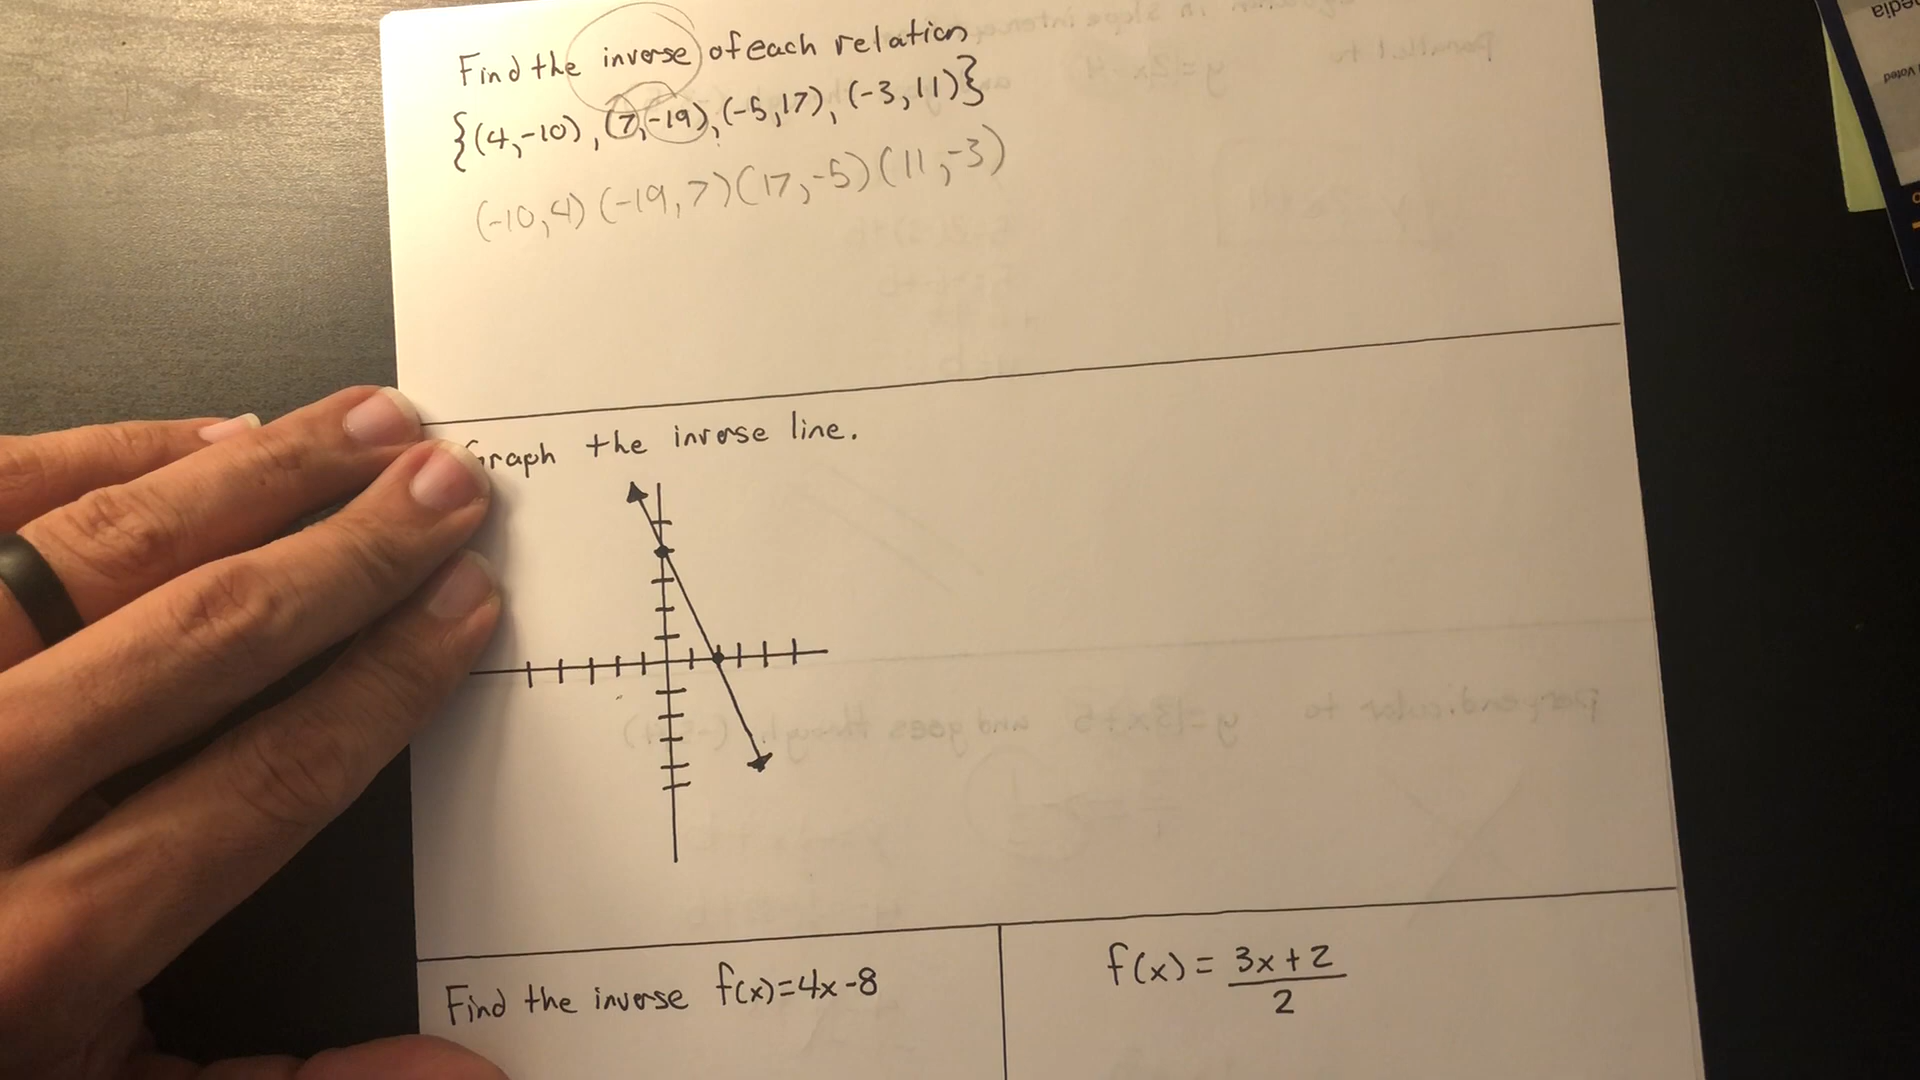 Find the inverse of each relation
{(4,-10), (7,-19), (-5,17), (-3,11)}
(-10,4) (-19,7) (17,-5) (11,-3)
Graph the inverse line.
Find the inverse f(x)=4x-8
f(x) = 3x+2
2